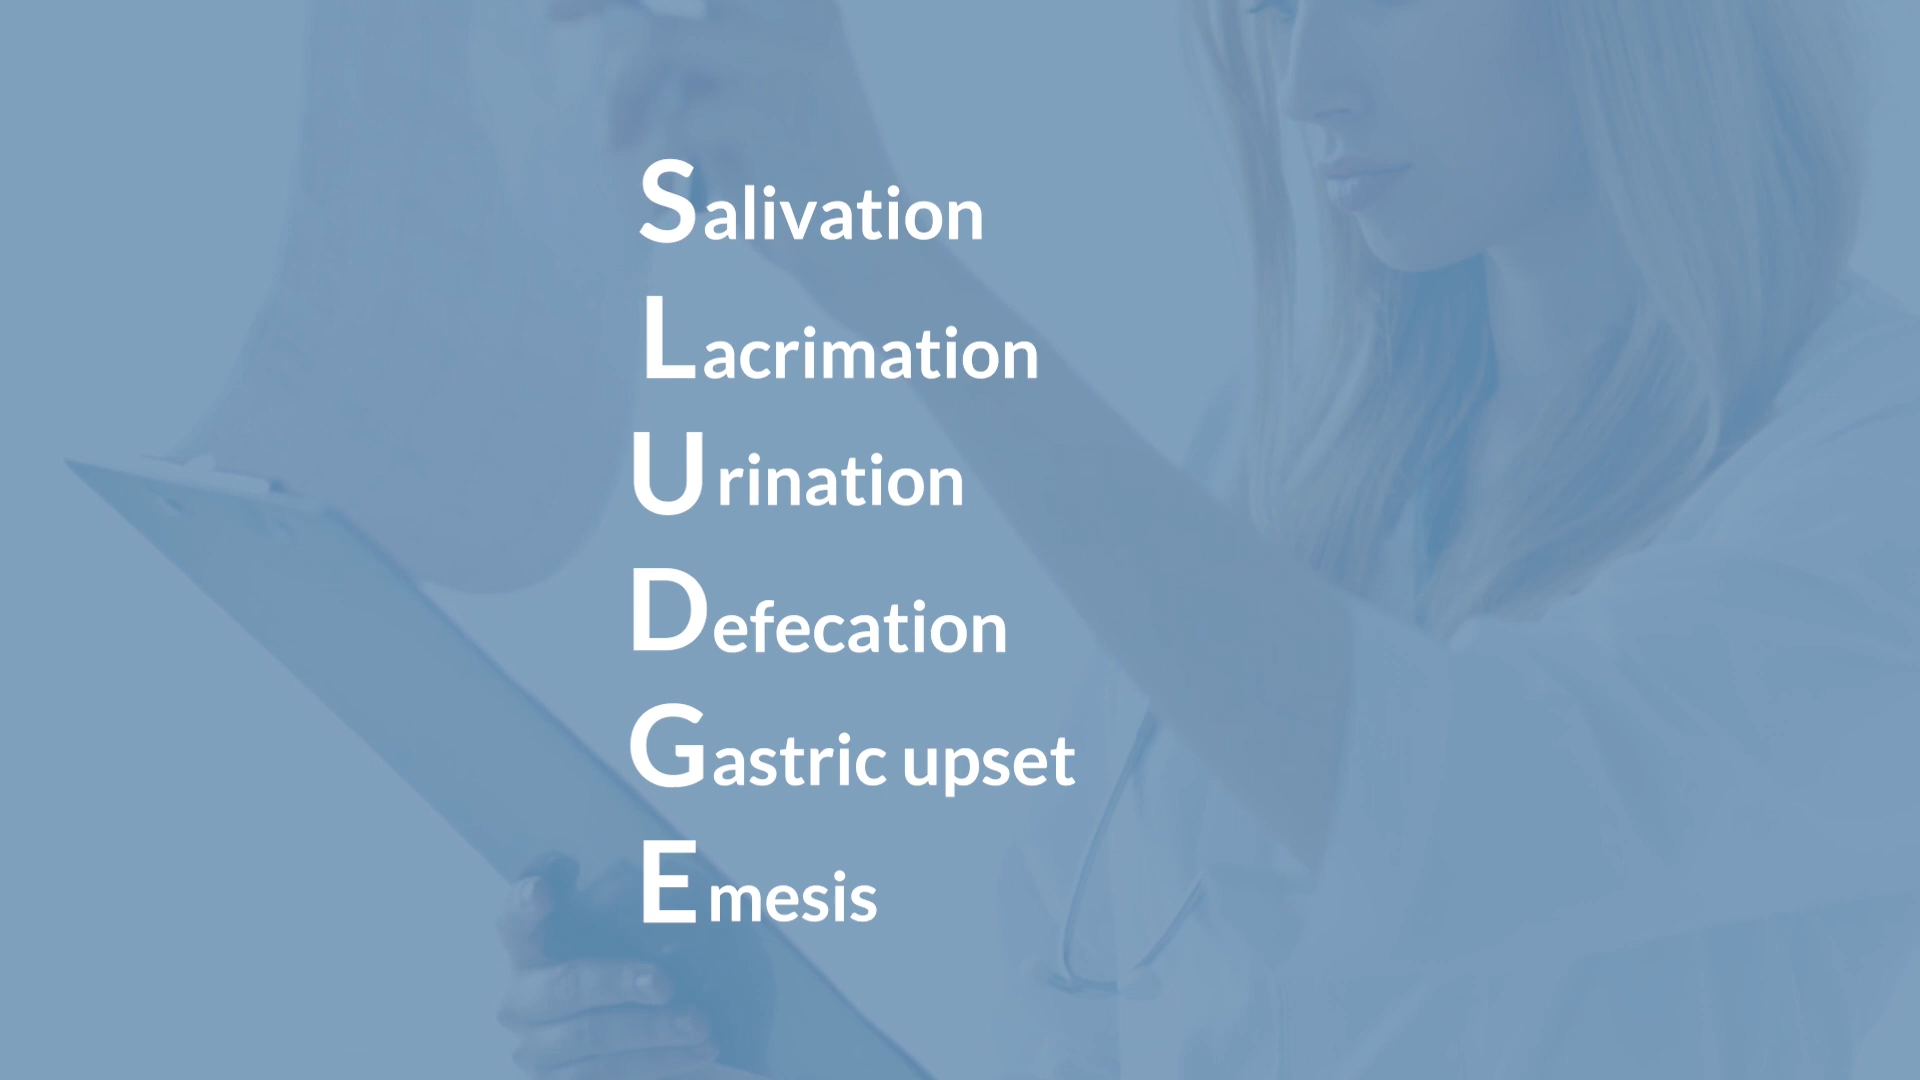 Salivation
Lacrimation
Urination
Defecation
Gastric upset
Emesis